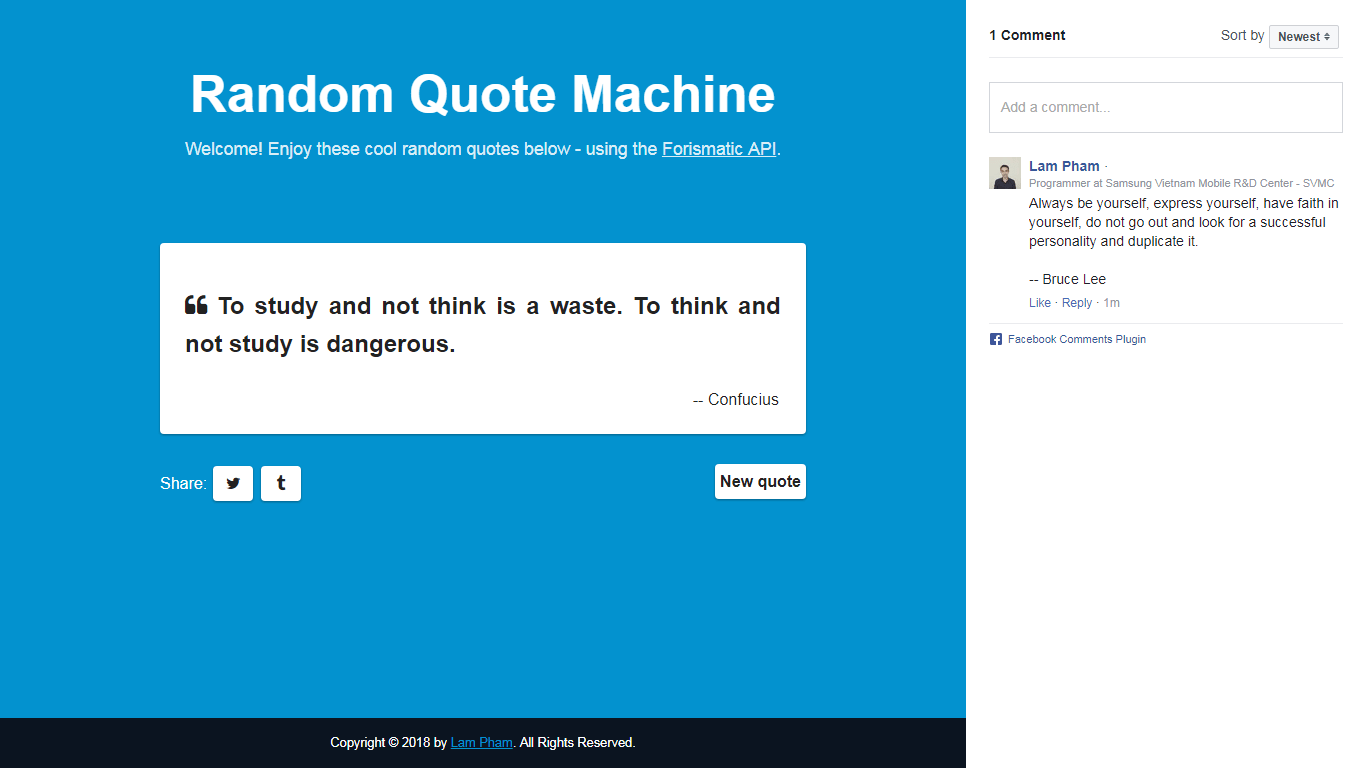 Random Quote Machine
Welcome! Enjoy these cool random quotes below - using the Forismatic API.
To study and not think is a waste. To think and
not study is dangerous.
-- Confucius
Share:
New quote
Copyright © 2018 by Lam Pham. All Rights Reserved.
1 Comment
Sort by Newest
Add a comment...
Lam Pham ·
Programmer at Samsung Vietnam Mobile R&D Center - SVMC
Always be yourself, express yourself, have faith in
yourself, do not go out and look for a successful
personality and duplicate it.
-- Bruce Lee
Like · Reply · 1m
Facebook Comments Plugin